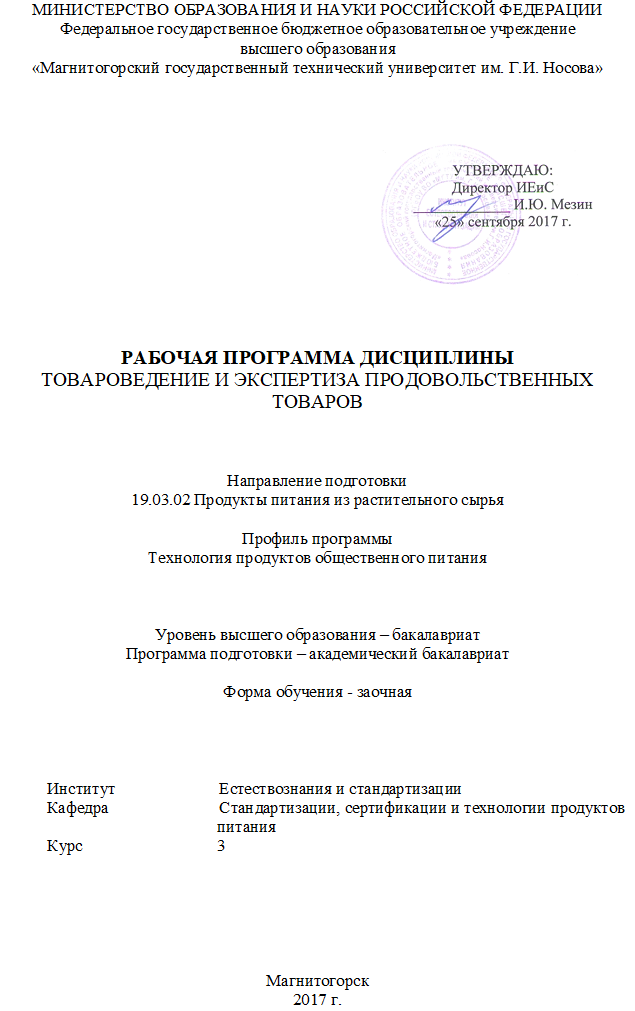 МИНИСТЕРСТВО ОБРАЗОВАНИЯ И НАУКИ РОССИЙСКОЙ ФЕДЕРАЦИИ
Федеральное государственное бюджетное образовательное учреждение
высшего образования
«Магнитогорский государственный технический университет им. Г.И. Носова»
УТВЕРЖДАЮ:
Директор ИЕиС
И.Ю. Мезин
«25» сентября 2017 г.
РАБОЧАЯ ПРОГРАММА ДИСЦИПЛИНЫ
ТОВАРОВЕДЕНИЕ И ЭКСПЕРТИЗА ПРОДОВОЛЬСТВЕННЫХ
ТОВАРОВ
Направление подготовки
19.03.02 Продукты питания из растительного сырья
Профиль программы
Технология продуктов общественного питания
Уровень высшего образования – бакалавриат
Программа подготовки – академический бакалавриат
Форма обучения - заочная
Институт Естествознания и стандартизации
Кафедра Стандартизации, сертификации и технологии продуктов
питания
Курс 3
Магнитогорск
2017 г.